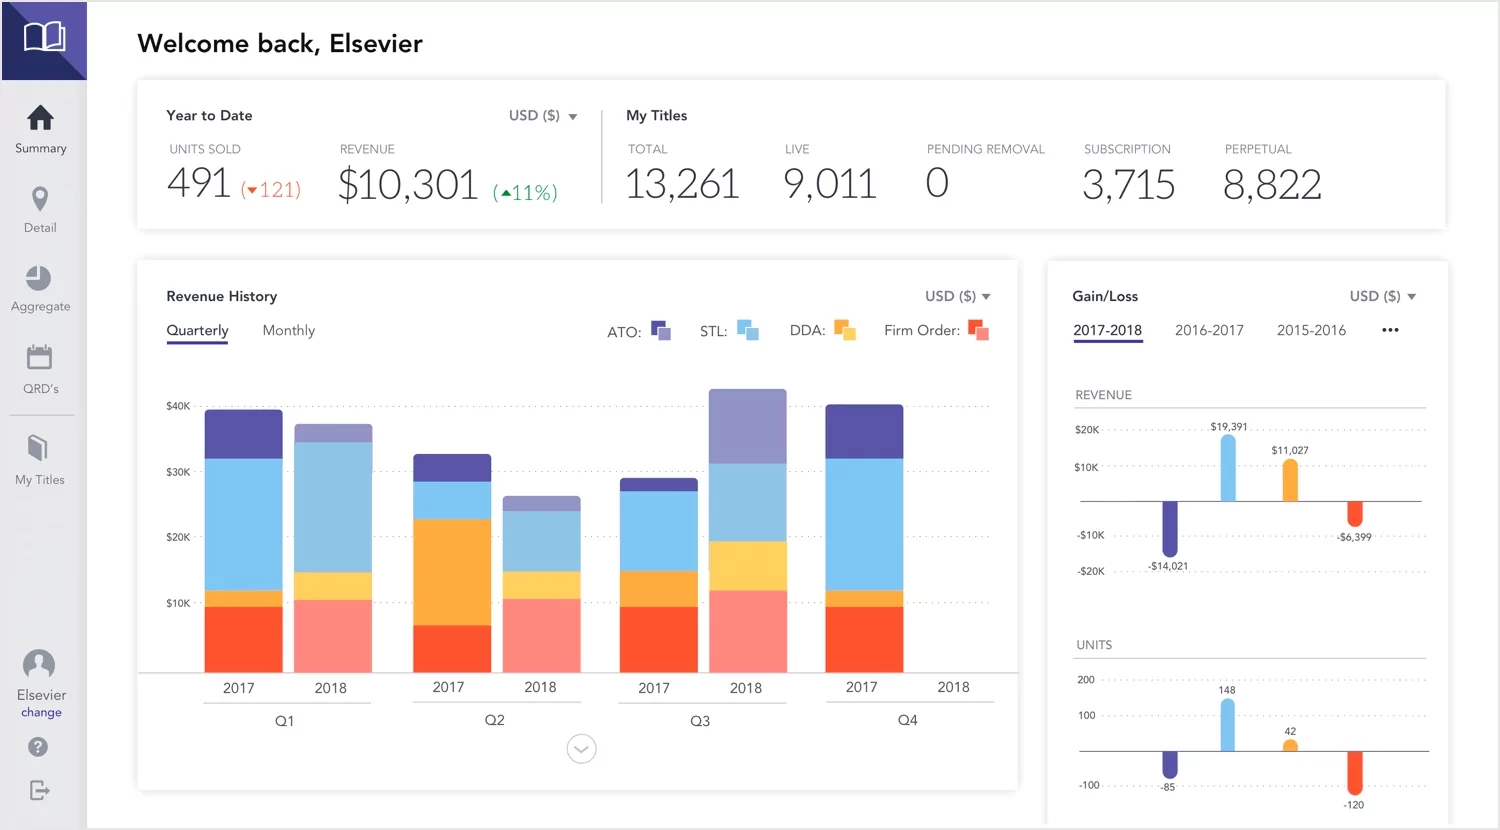 Welcome back, Elsevier
Summary
Detail
Aggregate
QRD's
My Titles
Elsevier
change
?
Year to Date
USD ($)
UNITS SOLD
491 (▾121)
REVENUE
$10,301 (▴11%)
My Titles
TOTAL
13,261
LIVE
9,011
PENDING REMOVAL
0
SUBSCRIPTION
3,715
PERPETUAL
8,822
Revenue History
USD ($)
Quarterly Monthly
ATO: STL: DDA: Firm Order:
$40K
$30K
$20K
$10K
2017 2018 2017 2018 2017 2018 2017 2018
Q1 Q2 Q3 Q4
Gain/Loss
USD ($)
2017-2018 2016-2017 2015-2016 •••
REVENUE
$20K
$10K
-$10K
-$20K
-$14,021
$19,391
$11,027
-$6,399
UNITS
200
100
-100
-85
148
42
-120